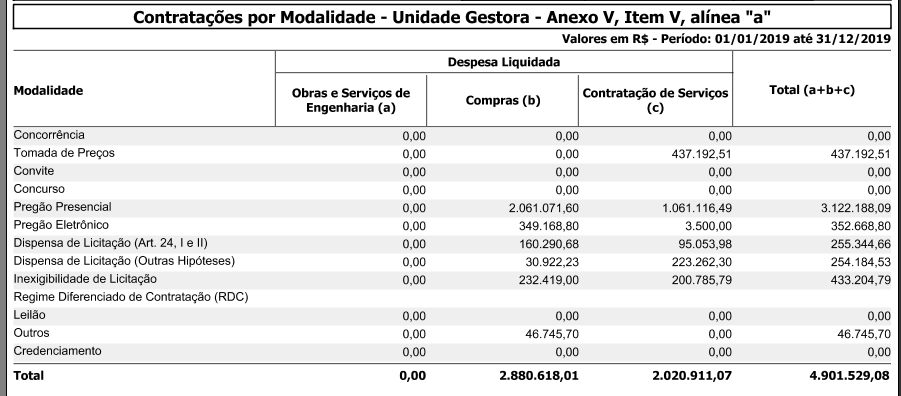 Contratações por Modalidade - Unidade Gestora - Anexo V, Item V, alínea "a"
Valores em R$ - Período: 01/01/2019 até 31/12/2019
Modalidade
Despesa Liquidada
Obras e Serviços de
Engenharia (a)
Compras (b)
Contratação de Serviços
(c)
Total (a+b+c)
Concorrência 0,00 0,00 0,00 0,00
Tomada de Preços 0,00 0,00 437.192,51 437.192,51
Convite 0,00 0,00 0,00 0,00
Concurso 0,00 0,00 0,00 0,00
Pregão Presencial 0,00 2.061.071,60 1.061.116,49 3.122.188,09
Pregão Eletrônico 0,00 349.168,80 3.500,00 352.668,80
Dispensa de Licitação (Art. 24, I e II) 0,00 160.290,68 95.053,98 255.344,66
Dispensa de Licitação (Outras Hipóteses) 0,00 30.922,23 223.262,30 254.184,53
Inexigibilidade de Licitação 0,00 232.419,00 200.785,79 433.204,79
Regime Diferenciado de Contratação (RDC)
Leilão 0,00 0,00 0,00 0,00
Outros 0,00 46.745,70 0,00 46.745,70
Credenciamento 0,00 0,00 0,00 0,00
Total 0,00 2.880.618,01 2.020.911,07 4.901.529,08